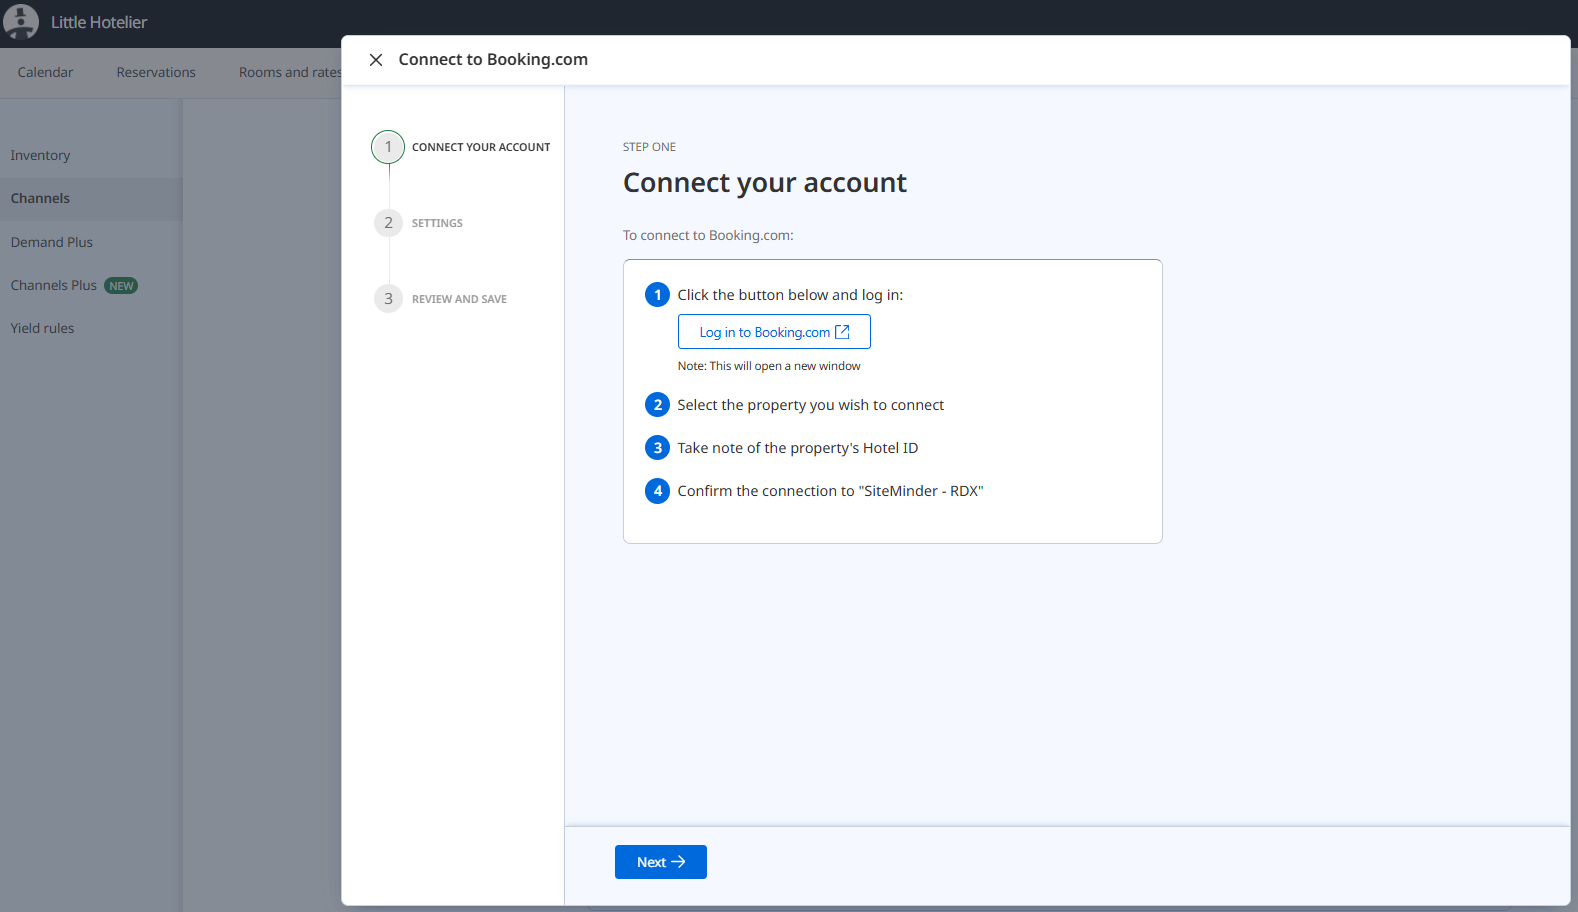 Little Hotelier
Calendar
Reservations
Rooms and rates
Inventory
Channels
Demand Plus
Channels Plus NEW
Yield rules
Connect to Booking.com
1 CONNECT YOUR ACCOUNT
2 SETTINGS
3 REVIEW AND SAVE
STEP ONE
Connect your account
To connect to Booking.com:
1 Click the button below and log in:
Log in to Booking.com
Note: This will open a new window
2 Select the property you wish to connect
3 Take note of the property's Hotel ID
4 Confirm the connection to "SiteMinder - RDX"
Next